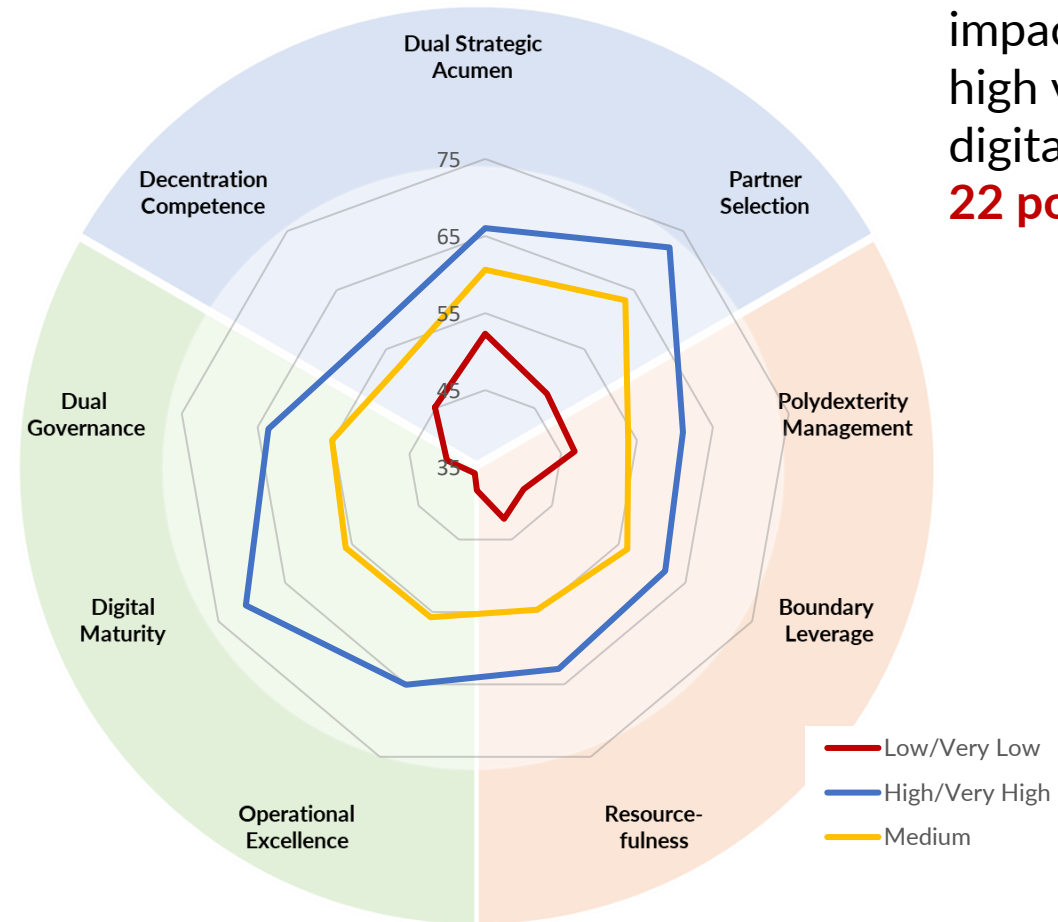 impac
high v
digita
22 po
Dual Strategic
Acumen
Decentration
Competence
Partner
Selection
75
65
55
45
35
Dual
Governance
Polydexterity
Management
Digital
Maturity
Boundary
Leverage
Operational
Excellence
Resource-
fulness
Low/Very Low
High/Very High
Medium